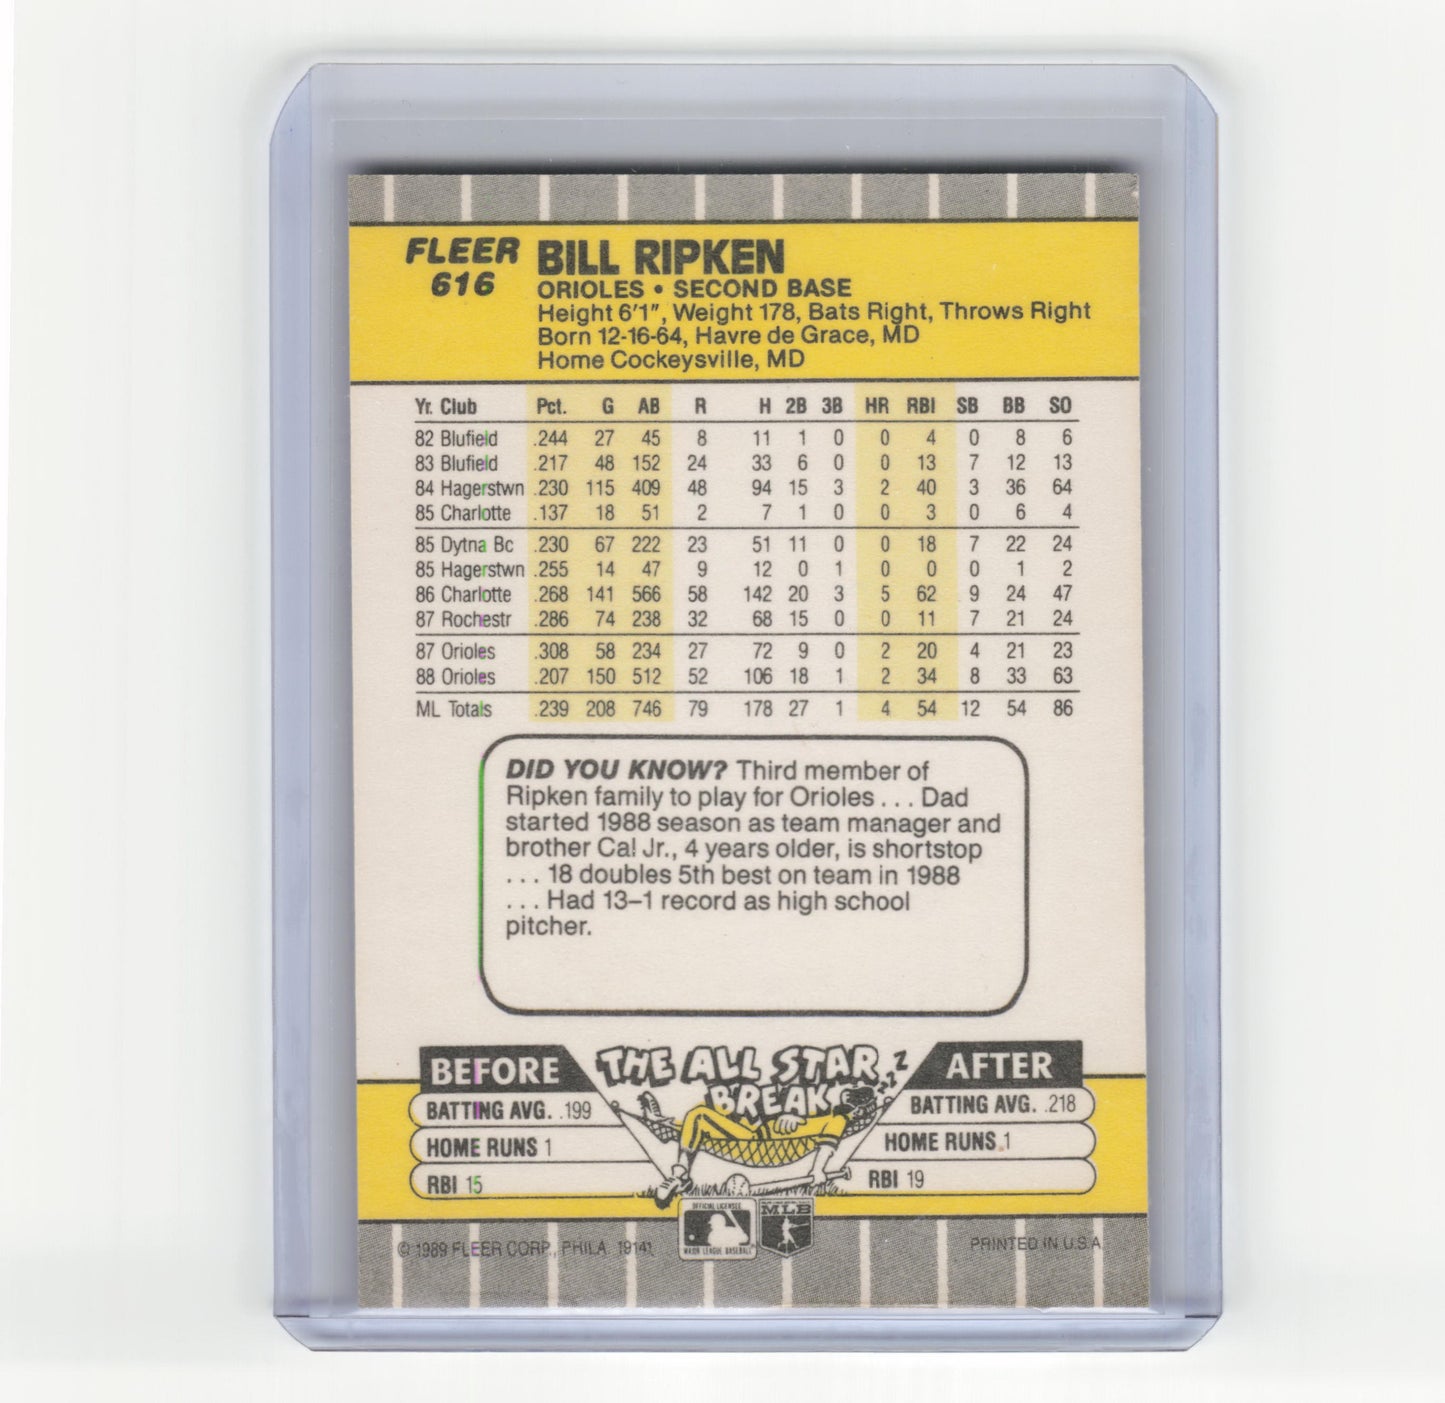 FLEER
616
BILL RIPKEN
ORIOLES • SECOND BASE
Height 6'1", Weight 178, Bats Right, Throws Right
Born 12-16-64, Havre de Grace, MD
Home Cockeysville, MD
Yr. Club Pct. G AB R H 2B 3B HR RBI SB BB SO
82 Blufield .244 27 45 8 11 1 0 0 4 0 8 6
83 Blufield .217 48 152 24 33 6 0 0 13 7 12 13
84 Hagerstwn .230 115 409 48 94 15 3 2 40 3 36 64
85 Charlotte .137 18 51 2 7 1 0 0 3 0 6 4
85 Dytna Bc .230 67 222 23 51 11 0 0 18 7 22 24
85 Hagerstwn .255 14 47 9 12 0 1 0 0 0 1 2
86 Charlotte .268 141 566 58 142 20 3 5 62 9 24 47
87 Rochestr .286 74 238 32 68 15 0 0 11 7 21 24
87 Orioles .308 58 234 27 72 9 0 2 20 4 21 23
88 Orioles .207 150 512 52 106 18 1 2 34 8 33 63
ML Totals .239 208 746 79 178 27 1 4 54 12 54 86
DID YOU KNOW? Third member of
Ripken family to play for Orioles . . . Dad
started 1988 season as team manager and
brother Cal Jr., 4 years older, is shortstop
. . . 18 doubles 5th best on team in 1988
. . . Had 13–1 record as high school
pitcher.
BEFORE
BATTING AVG. .199
HOME RUNS 1
RBI 15
THE ALL STAR
BREAK
ZZZ
AFTER
BATTING AVG. .218
HOME RUNS 1
RBI 19
OFFICIAL LICENSEE
MAJOR LEAGUE BASEBALL
MLB
© 1989 FLEER CORP., PHILA. 19141
PRINTED IN U.S.A.